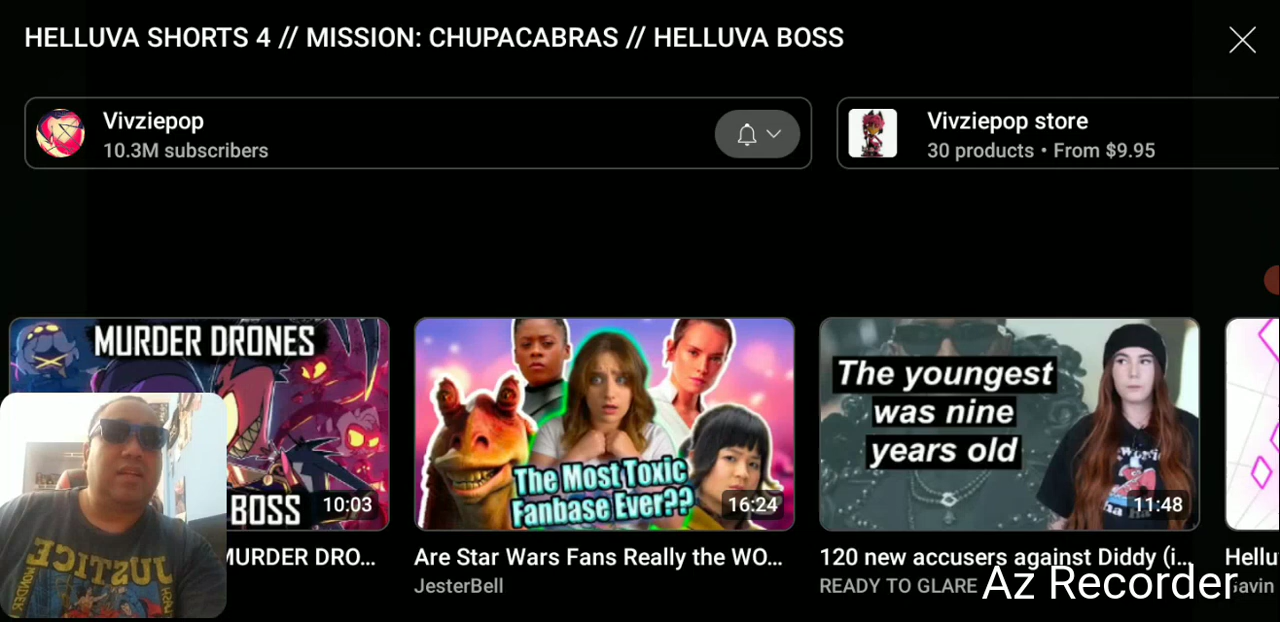 HELLUVA SHORTS 4 // MISSION: CHUPACABRAS // HELLUVA BOSS
Vivziepop
10.3M subscribers
Vivziepop store
30 products • From $9.95
MURDER DRONES
BOSS
10:03
The Most Toxic
Fanbase Ever??
16:24
The youngest
was nine
years old
11:48
JUSTICE
MURDER DRO...
Are Star Wars Fans Really the WO...
JesterBell
120 new accusers against Diddy (i...
READY TO GLARE
Hellu
Gavin
Az Recorder